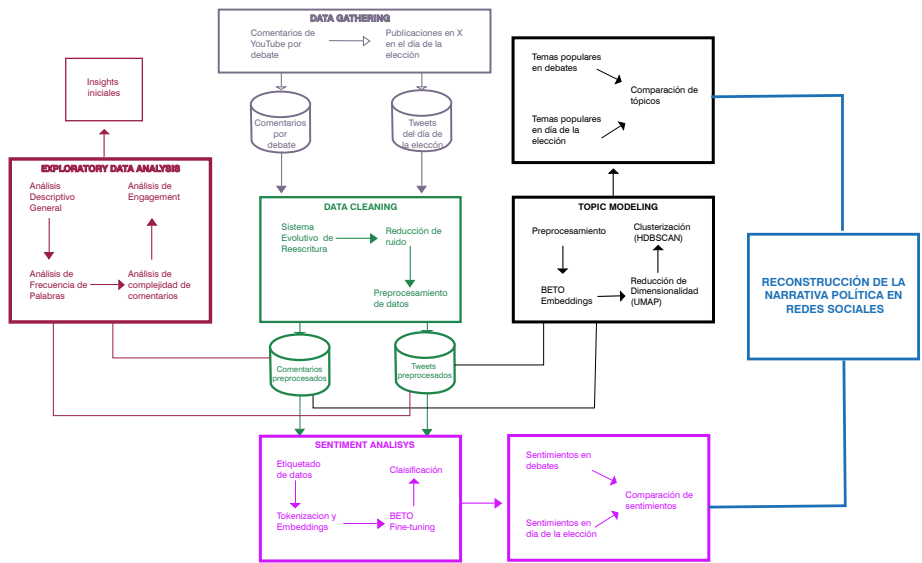 DATA GATHERING
Comentarios de
YouTube por
debate
Publicaciones en X
en el día de la
elección
Comentarios
por
debate
Tweets
del día de
la eleccón
Insights
iniciales
EXPLORATORY DATA ANALYSIS
Análisis
Descriptivo
General
Análisis de
Engagement
Análisis de
Frecuencia de
Palabras
Análisis de
complejidad de
comentarios
DATA CLEANING
Sistema
Evolutivo de
Reescritura
Reducción de
ruido
Preprocesamiento
de datos
Comentarios
preprocesados
Tweets
preprocesados
Temas populares
en debates
Comparación de
tópicos
Temas populares
en día de la
elección
TOPIC MODELING
Preprocesamiento
Clusterización
(HDBSCAN)
BETO
Embeddings
Reducción de
Dimensionalidad
(UMAP)
SENTIMENT ANALISYS
Etiquetado
de datos
Claisificación
Tokenizacion y
Embeddings
BETO
Fine-tuning
Sentimientos en
debates
Comparación de
sentimientos
Sentimientos en
día de la elección
RECONSTRUCCIÓN DE LA
NARRATIVA POLÍTICA EN
REDES SOCIALES